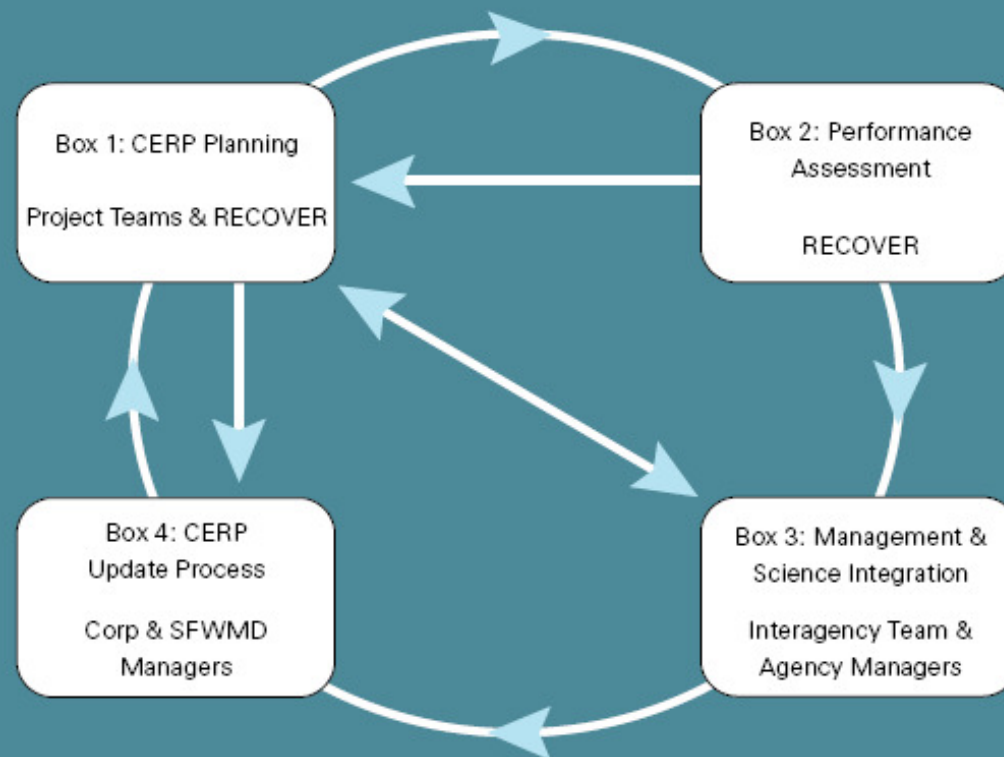 Box 1: CERP Planning
Project Teams & RECOVER
Box 2: Performance
Assessment
RECOVER
Box 4: CERP
Update Process
Corp & SFWMD
Managers
Box 3: Management &
Science Integration
Interagency Team &
Agency Managers